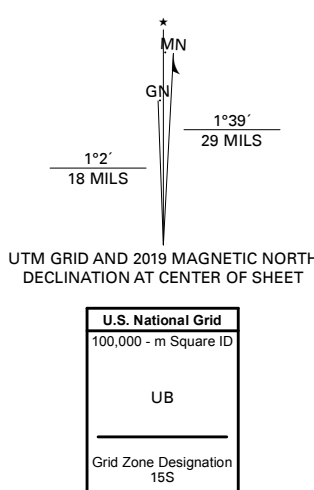 MN
GN
1°39´
29 MILS
1°2´
18 MILS
UTM GRID AND 2019 MAGNETIC NORTH
DECLINATION AT CENTER OF SHEET
U.S. National Grid
100,000 - m Square ID
UB
Grid Zone Designation
15S